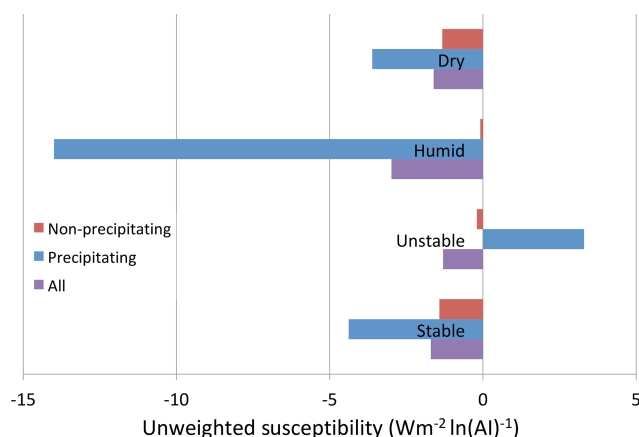 Dry
Humid
Non-precipitating
Precipitating
Unstable
All
Stable
-15 -10 -5 0 5
Unweighted susceptibility (Wm⁻² ln(AI)⁻¹)